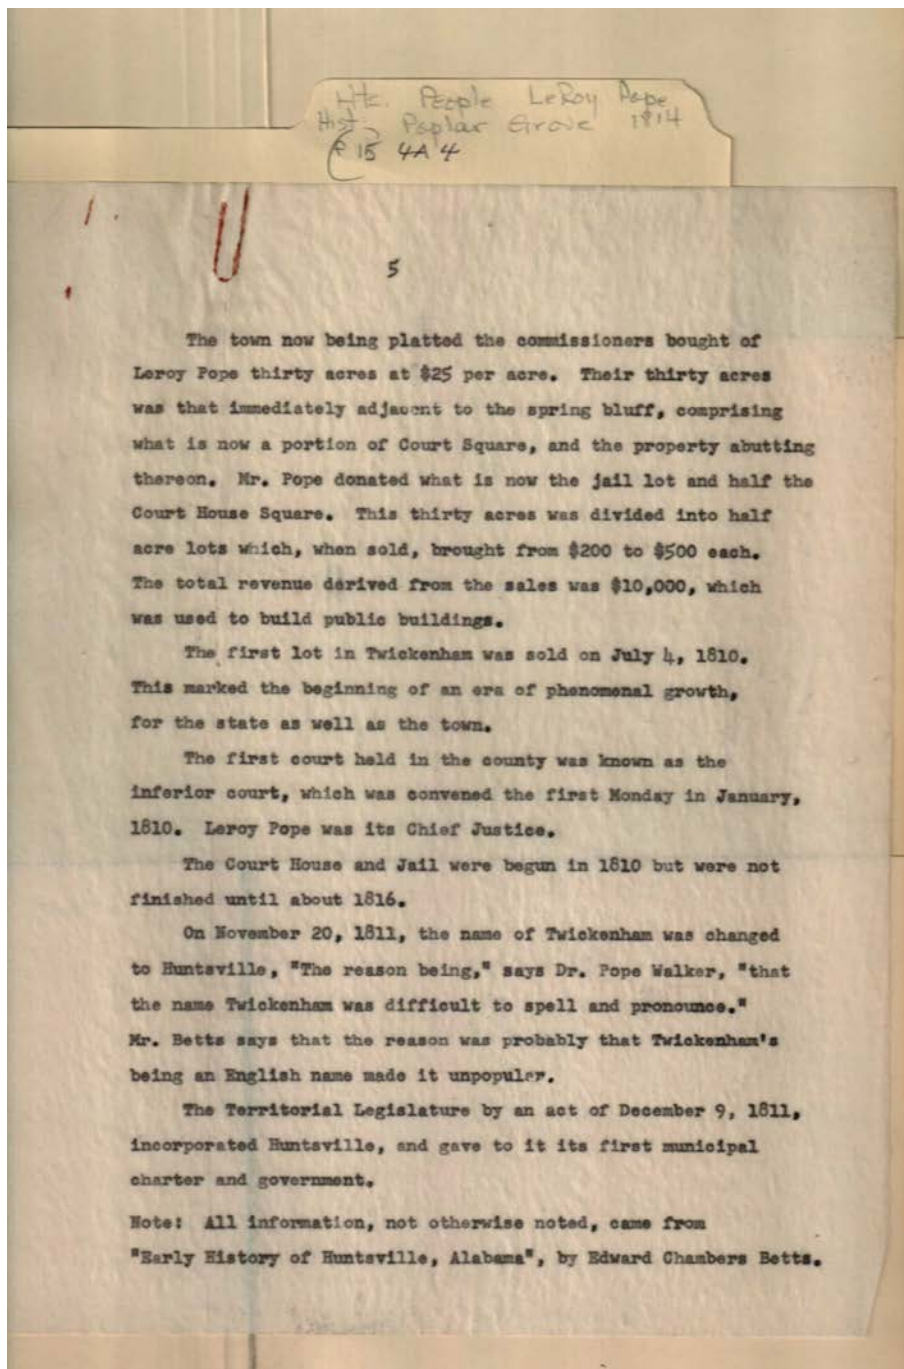 Hts. People LeRoy Pope
Hist. Poplar Grove 1814
R 15 4A 4
5
The town now being platted the commissioners bought of
Leroy Pope thirty acres at $25 per acre. Their thirty acres
was that immediately adjacent to the spring bluff, comprising
what is now a portion of Court Square, and the property abutting
thereon. Mr. Pope donated what is now the jail lot and half the
Court House Square. This thirty acres was divided into half
acre lots which, when sold, brought from $200 to $500 each.
The total revenue derived from the sales was $10,000, which
was used to build public buildings.
The first lot in Twickenham was sold on July 4, 1810.
This marked the beginning of an era of phenomenal growth,
for the state as well as the town.
The first court held in the county was known as the
inferior court, which was convened the first Monday in January,
1810. Leroy Pope was its Chief Justice.
The Court House and Jail were begun in 1810 but were not
finished until about 1816.
On November 20, 1811, the name of Twickenham was changed
to Huntsville, "The reason being," says Dr. Pope Walker, "that
the name Twickenham was difficult to spell and pronounce."
Mr. Betts says that the reason was probably that Twickenham's
being an English name made it unpopular.
The Territorial Legislature by an act of December 9, 1811,
incorporated Huntsville, and gave to it its first municipal
charter and government.
Note: All information, not otherwise noted, came from
"Early History of Huntsville, Alabama", by Edward Chambers Betts.